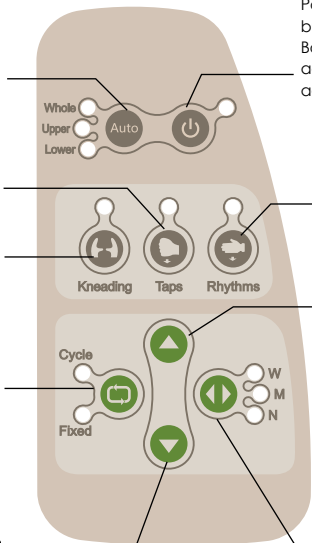 Whole
Upper
Lower
Auto
Kneading
Taps
Rhythms
Cycle
Fixed
W
M
N